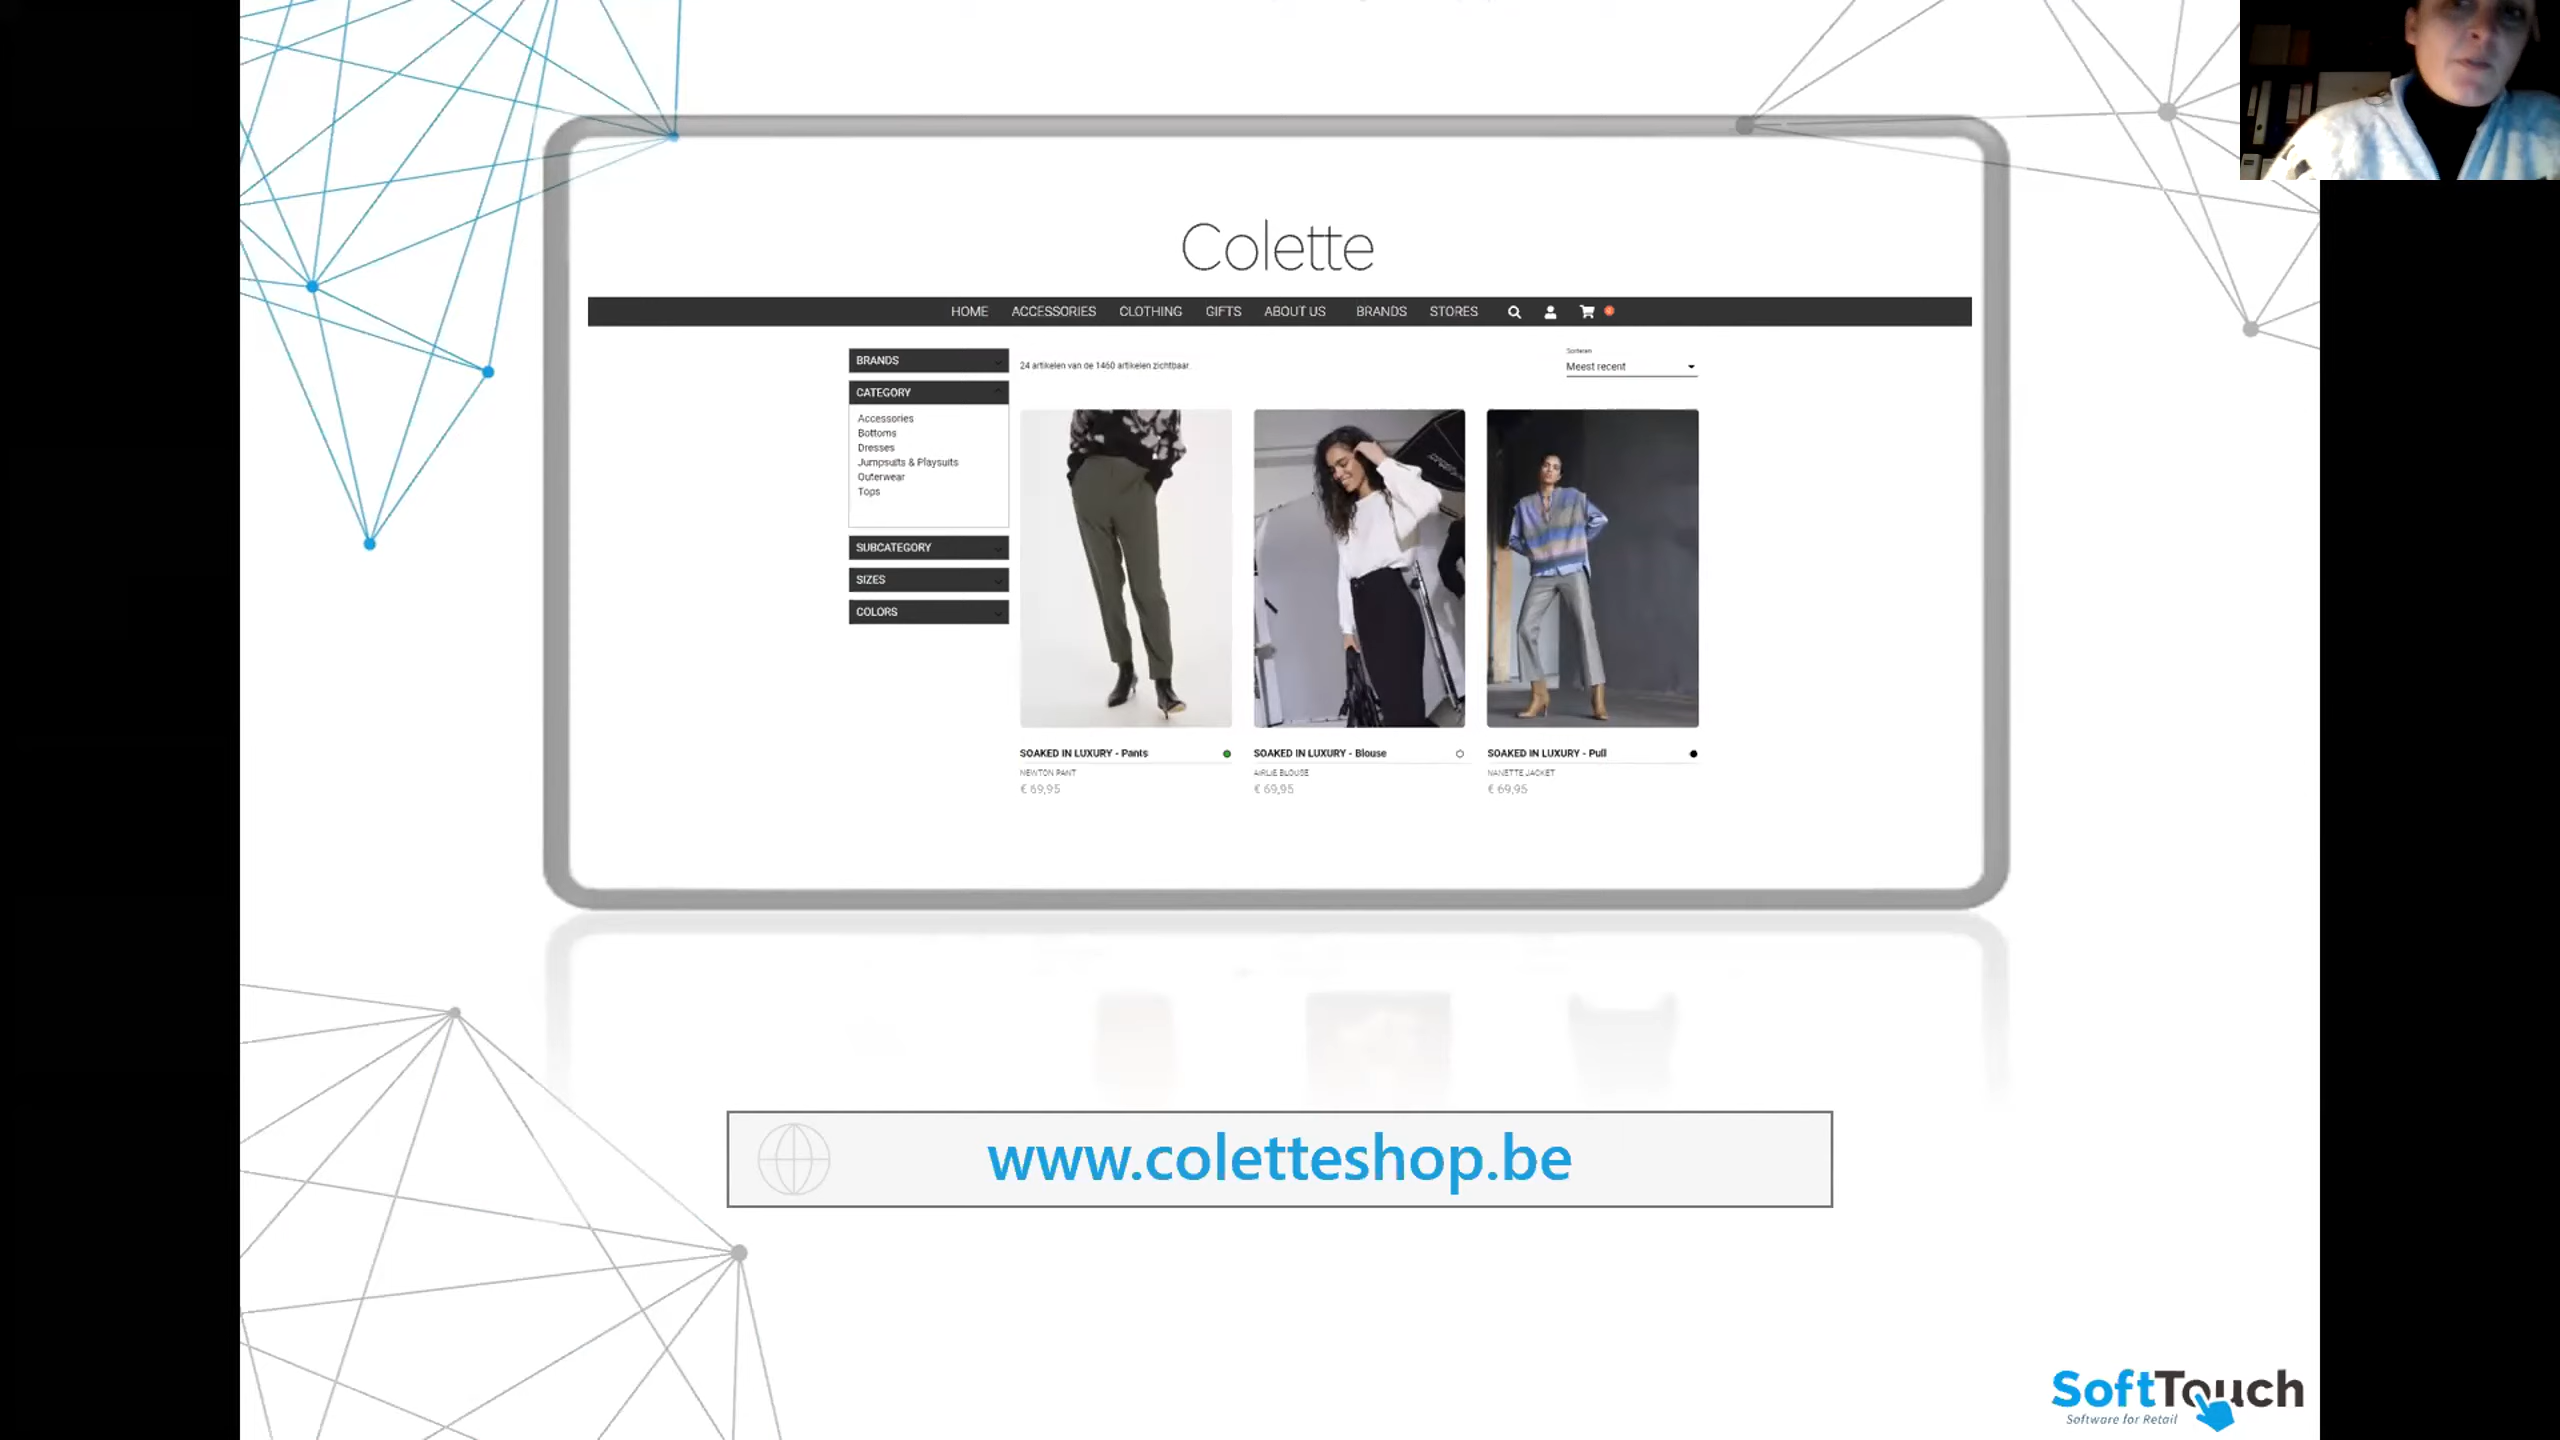 Colette
HOME ACCESSORIES CLOTHING GIFTS ABOUT US BRANDS STORES
BRANDS
CATEGORY
Accessories
Bottoms
Dresses
Jumpsuits & Playsuits
Outerwear
Tops
SUBCATEGORY
SIZES
COLORS
24 artikelen van de 1460 artikelen zichtbaar.
Sorteren
Meest recent
SOAKED IN LUXURY - Pants
NEWTON PANT
€ 69,95
SOAKED IN LUXURY - Blouse
AIRLIE BLOUSE
€ 69,95
SOAKED IN LUXURY - Pull
NANETTE JACKET
€ 69,95
www.coletteshop.be
SoftTouch
Software for Retail